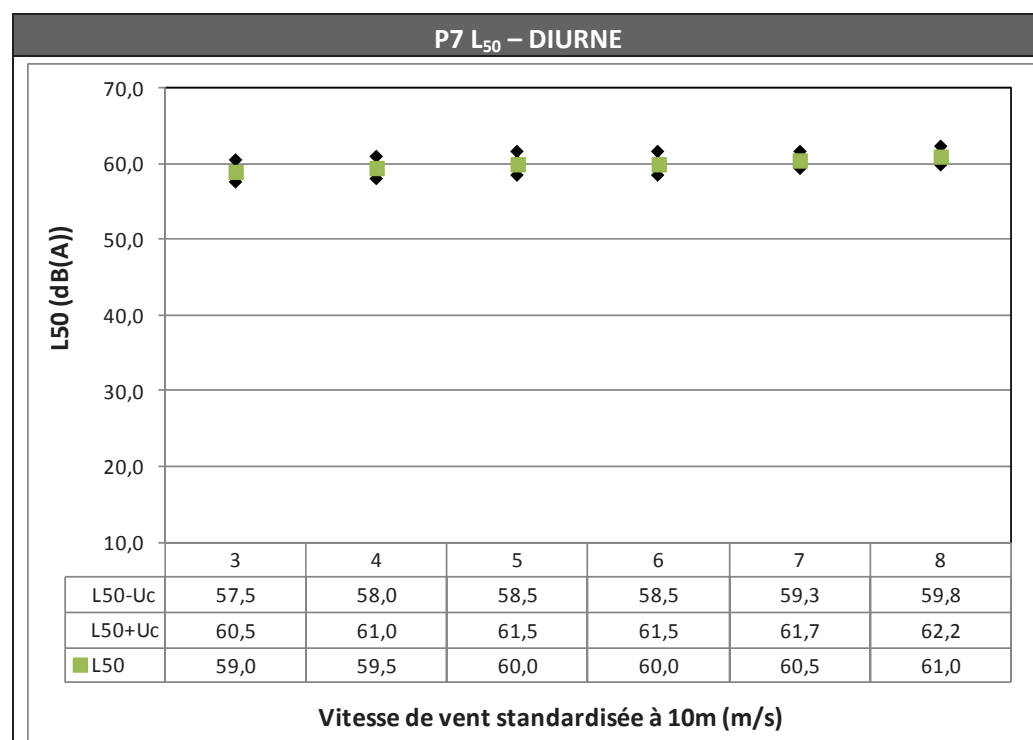 P7 L50 – DIURNE
L50 (dB(A))
70,0
60,0
50,0
40,0
30,0
20,0
10,0
3 4 5 6 7 8
L50-Uc 57,5 58,0 58,5 58,5 59,3 59,8
L50+Uc 60,5 61,0 61,5 61,5 61,7 62,2
L50 59,0 59,5 60,0 60,0 60,5 61,0
Vitesse de vent standardisée à 10m (m/s)